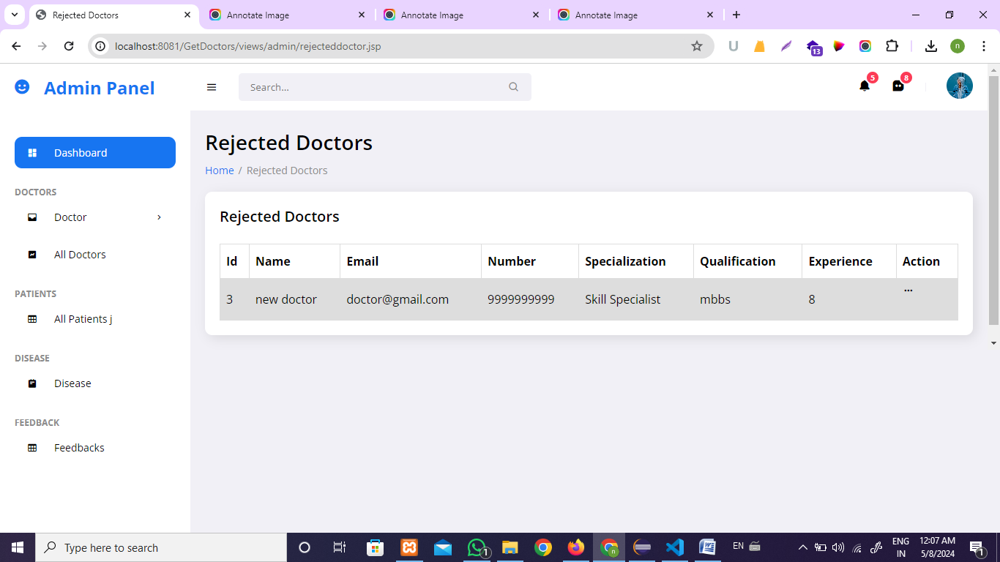 Rejected Doctors
Annotate Image
Annotate Image
Annotate Image
localhost:8081/GetDoctors/views/admin/rejecteddoctor.jsp
U
13
n
Admin Panel
Search...
5
8
Dashboard
DOCTORS
Doctor
All Doctors
PATIENTS
All Patients j
DISEASE
Disease
FEEDBACK
Feedbacks
Rejected Doctors
Home / Rejected Doctors
Rejected Doctors
Id Name Email Number Specialization Qualification Experience Action
3 new doctor doctor@gmail.com 9999999999 Skill Specialist mbbs 8 ...
Type here to search
1
n
EN
ENG
IN
12:07 AM
5/8/2024
1